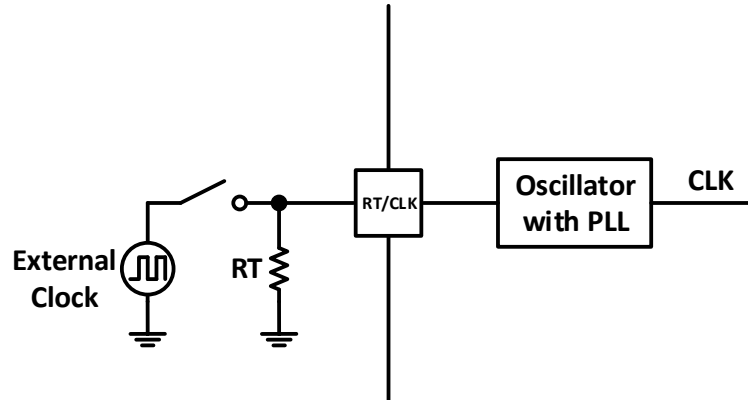 External
Clock
RT
RT/CLK
Oscillator
with PLL
CLK